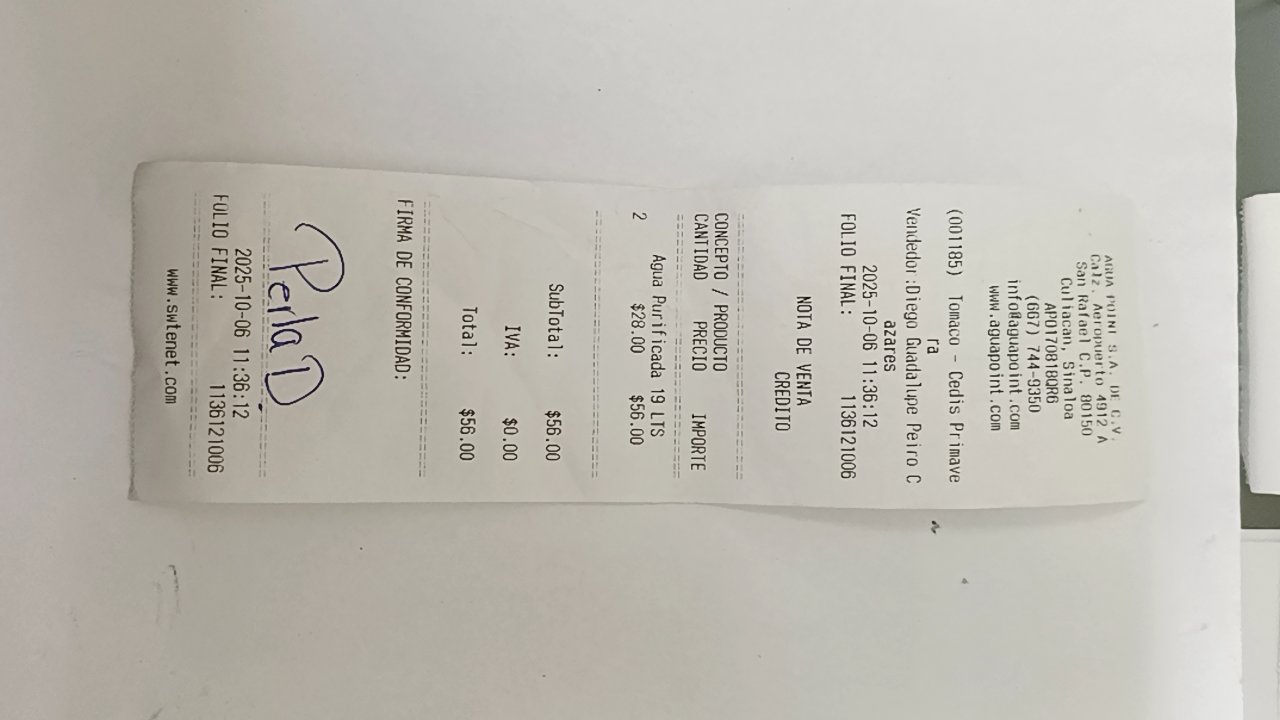 AGUA POINT S.A. DE C.V.
Calz. Aeropuerto 4912 A
San Rafael C.P. 80150
Culiacan, Sinaloa
APO170818QR6
(667) 744-9350
info@aguapoint.com
www.aguapoint.com
(001185) Tomaco - Cedis Primave
ra
Vendedor:Diego Guadalupe Peiro C
azares
2025-10-06 11:36:12
FOLIO FINAL: 1136121006
NOTA DE VENTA
CREDITO
CONCEPTO / PRODUCTO
CANTIDAD PRECIO IMPORTE
Agua Purificada 19 LTS
2 $28.00 $56.00
SubTotal: $56.00
IVA: $0.00
Total: $56.00
FIRMA DE CONFORMIDAD:
Perla D.
2025-10-06 11:36:12
FOLIO FINAL: 1136121006
www.swtenet.com